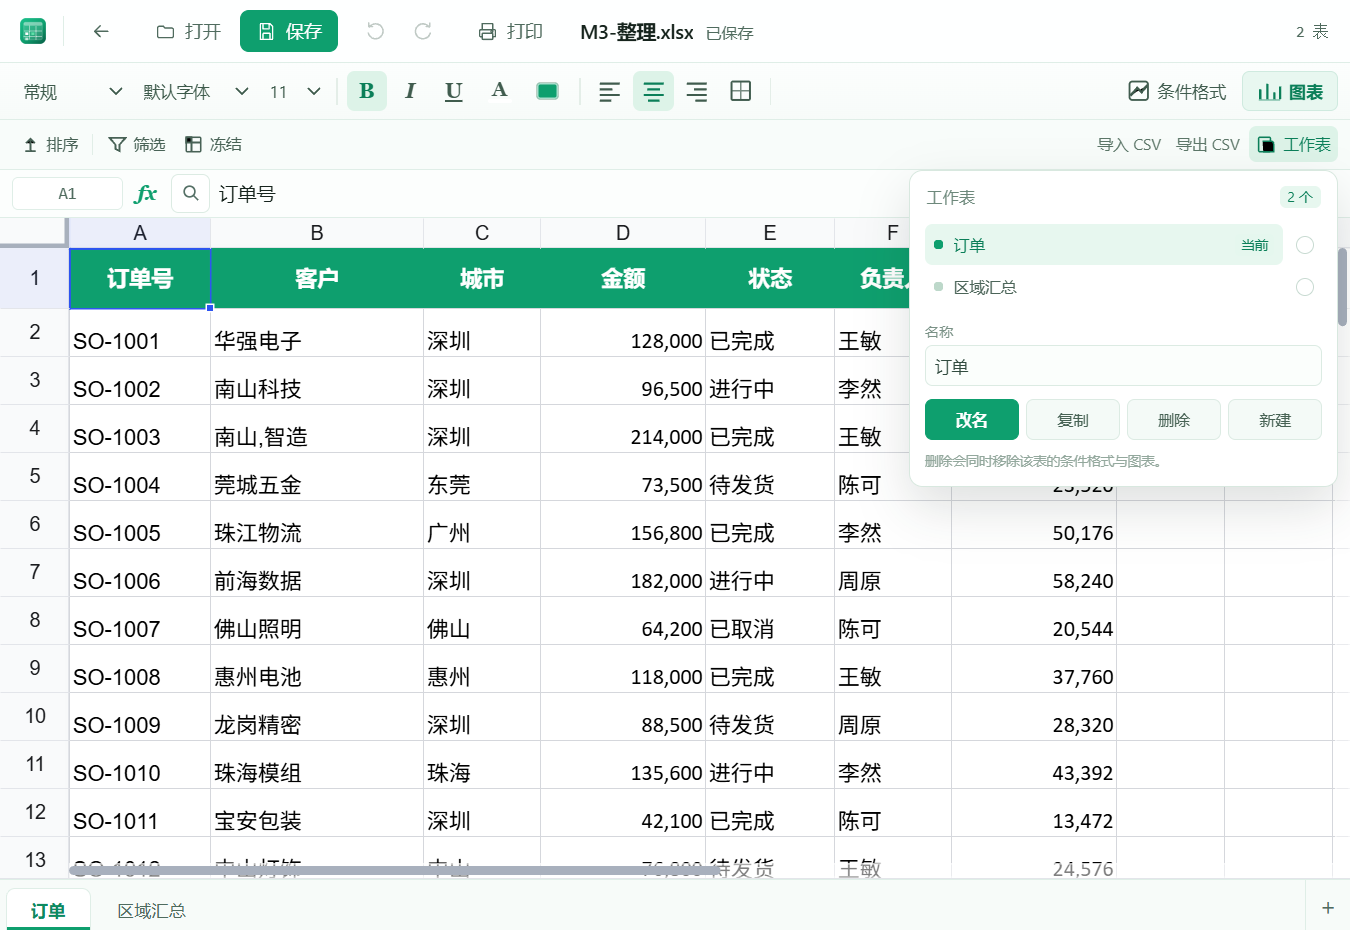 打开 保存 打印 M3-整理.xlsx 已保存 2 表
常规 默认字体 11 B I U A 条件格式 图表
排序 筛选 冻结 导入 CSV 导出 CSV 工作表
A1 fx 订单号
工作表 2 个
订单 当前
区域汇总
名称
订单
改名 复制 删除 新建
删除会同时移除该表的条件格式与图表。
A B C D E F
1 订单号 客户 城市 金额 状态 负责
2 SO-1001 华强电子 深圳 128,000 已完成 王敏
3 SO-1002 南山科技 深圳 96,500 进行中 李然
4 SO-1003 南山,智造 深圳 214,000 已完成 王敏
5 SO-1004 莞城五金 东莞 73,500 待发货 陈可
6 SO-1005 珠江物流 广州 156,800 已完成 李然 50,176
7 SO-1006 前海数据 深圳 182,000 进行中 周原 58,240
8 SO-1007 佛山照明 佛山 64,200 已取消 陈可 20,544
9 SO-1008 惠州电池 惠州 118,000 已完成 王敏 37,760
10 SO-1009 龙岗精密 深圳 88,500 待发货 周原 28,320
11 SO-1010 珠海模组 珠海 135,600 进行中 李然 43,392
12 SO-1011 宝安包装 深圳 42,100 已完成 陈可 13,472
13 SO-1012 中山灯饰 中山 76,800 待发货 王敏 24,576
订单 区域汇总